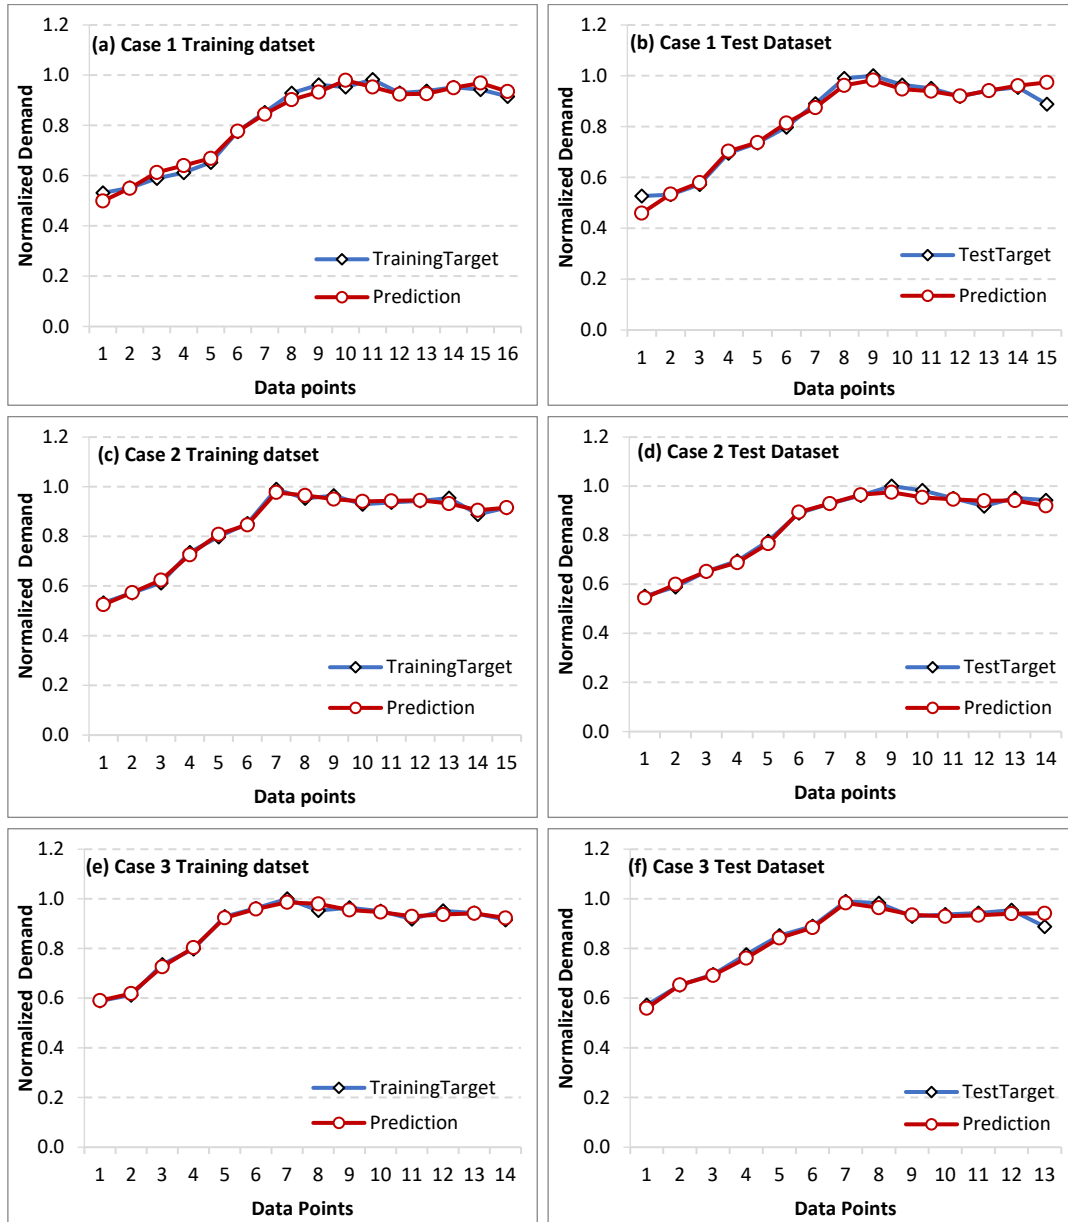 (a) Case 1 Training datset
1.2
1.0
0.8
0.6
0.4
0.2
0.0
Normalized Demand
TrainingTarget
Prediction
1 2 3 4 5 6 7 8 9 10 11 12 13 14 15 16
Data points
(b) Case 1 Test Dataset
1.2
1.0
0.8
0.6
0.4
0.2
0.0
Normalized Demand
TestTarget
Prediction
1 2 3 4 5 6 7 8 9 10 11 12 13 14 15
Data points
(c) Case 2 Training datset
1.2
1.0
0.8
0.6
0.4
0.2
0.0
Normalized Demand
TrainingTarget
Prediction
1 2 3 4 5 6 7 8 9 10 11 12 13 14 15
Data points
(d) Case 2 Test Dataset
1.2
1.0
0.8
0.6
0.4
0.2
0.0
Normalized Demand
TestTarget
Prediction
1 2 3 4 5 6 7 8 9 10 11 12 13 14
Data points
(e) Case 3 Training datset
1.2
1.0
0.8
0.6
0.4
0.2
0.0
Normalized Demand
TrainingTarget
Prediction
1 2 3 4 5 6 7 8 9 10 11 12 13 14
Data Points
(f) Case 3 Test Dataset
1.2
1.0
0.8
0.6
0.4
0.2
0.0
Normalized Demand
TestTarget
Prediction
1 2 3 4 5 6 7 8 9 10 11 12 13
Data Points